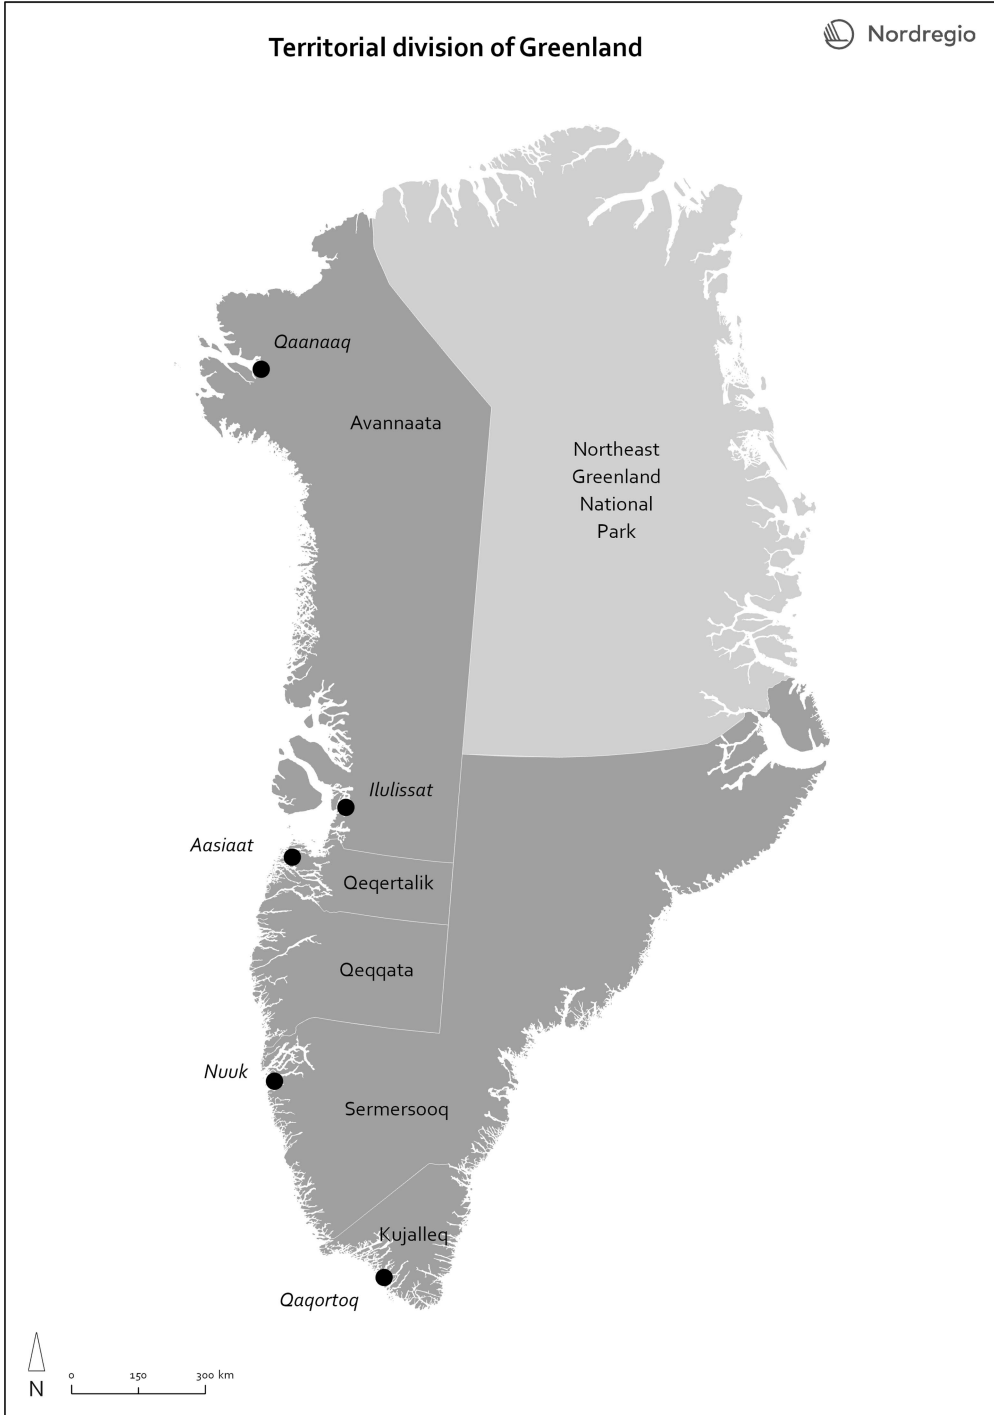 Territorial division of Greenland
Nordregio
Qaanaaq
Avannaata
Northeast
Greenland
National
Park
Ilulissat
Aasiaat
Qeqertalik
Qeqqata
Nuuk
Sermersooq
Kujalleq
Qaqortoq
N
0 150 300 km